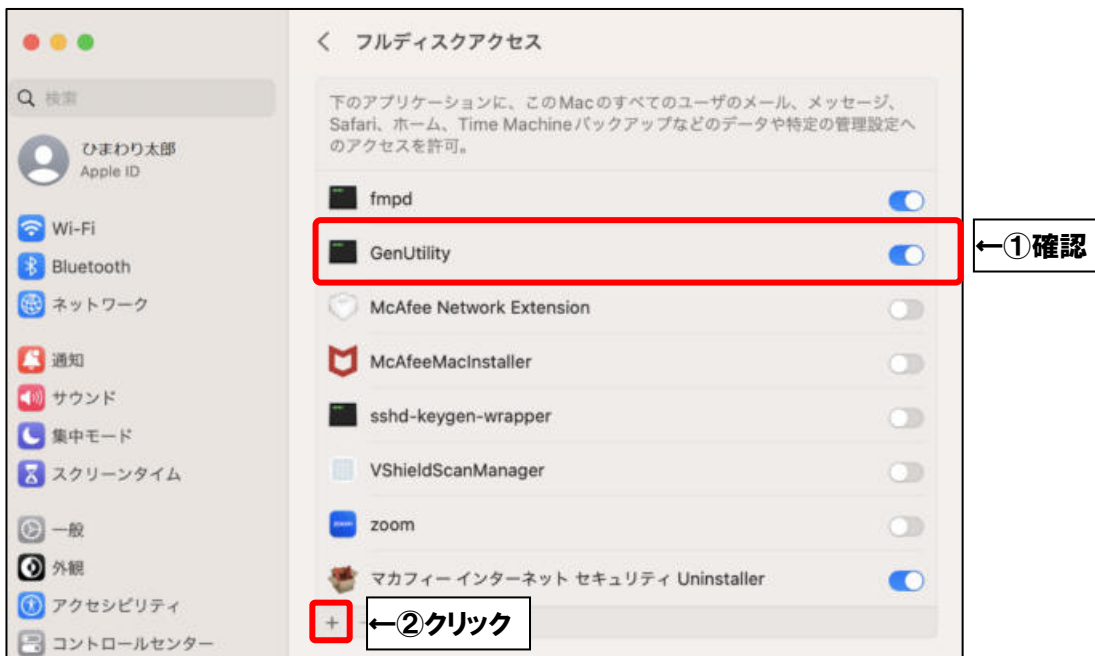 フルディスクアクセス
検索
ひまわり太郎
Apple ID
Wi-Fi
Bluetooth
ネットワーク
通知
サウンド
集中モード
スクリーンタイム
一般
外観
アクセシビリティ
コントロールセンター
下のアプリケーションに、このMacのすべてのユーザのメール、メッセージ、
Safari、ホーム、Time Machineバックアップなどのデータや特定の管理設定へ
のアクセスを許可。
fmpd
GenUtility
←①確認
McAfee Network Extension
McAfeeMacInstaller
sshd-keygen-wrapper
VShieldScanManager
zoom
マカフィー インターネット セキュリティ Uninstaller
+
←②クリック